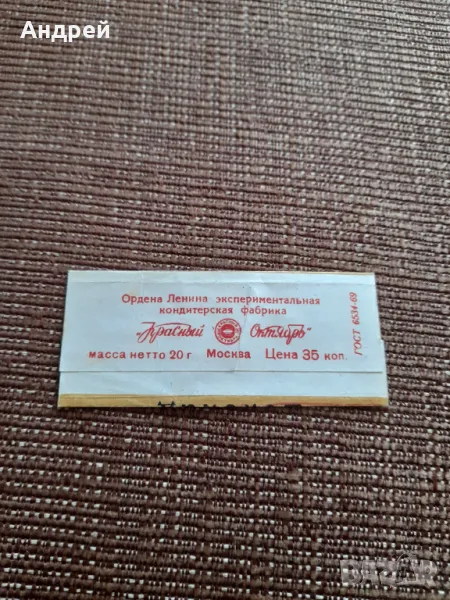 Андрей
Ордена Ленина экспериментальная
кондитерская фабрика
„Красный Октябрь"
масса нетто 20 г Москва Цена 35 коп.
ГОСТ 6534-69